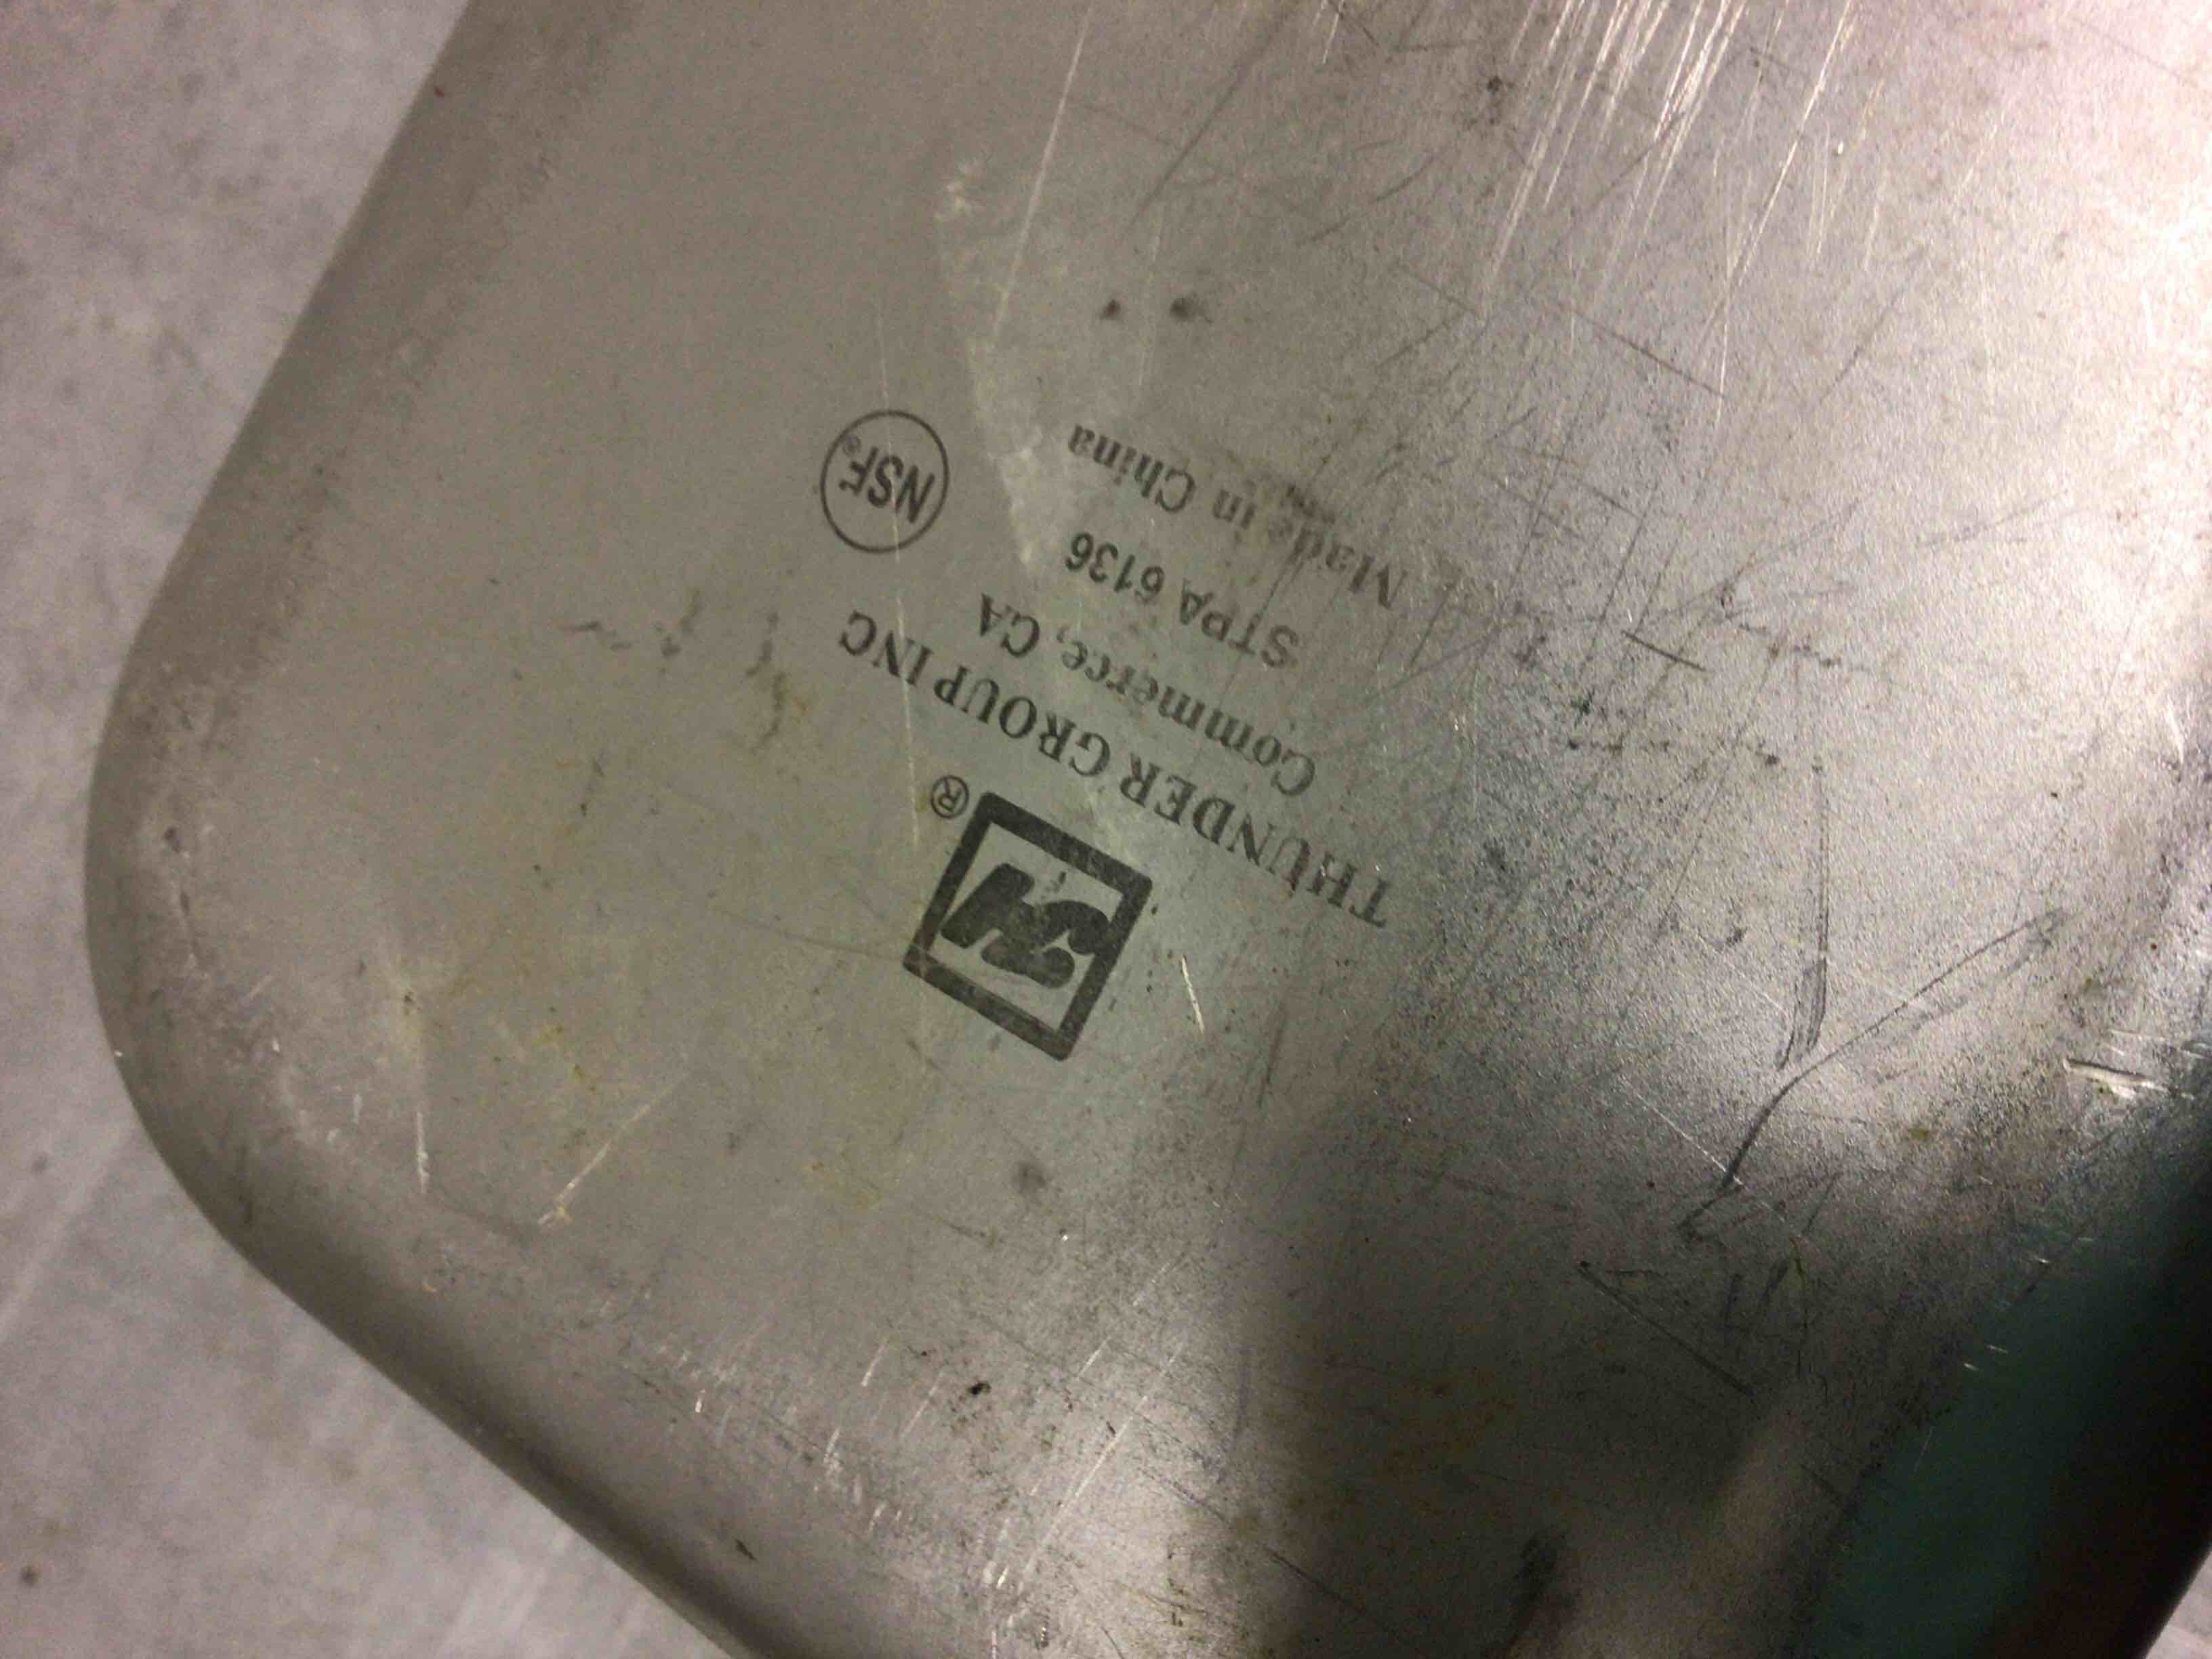 ®
THUNDER GROUP INC
Commerce, CA
STPA 6136
Made in China
NSF®